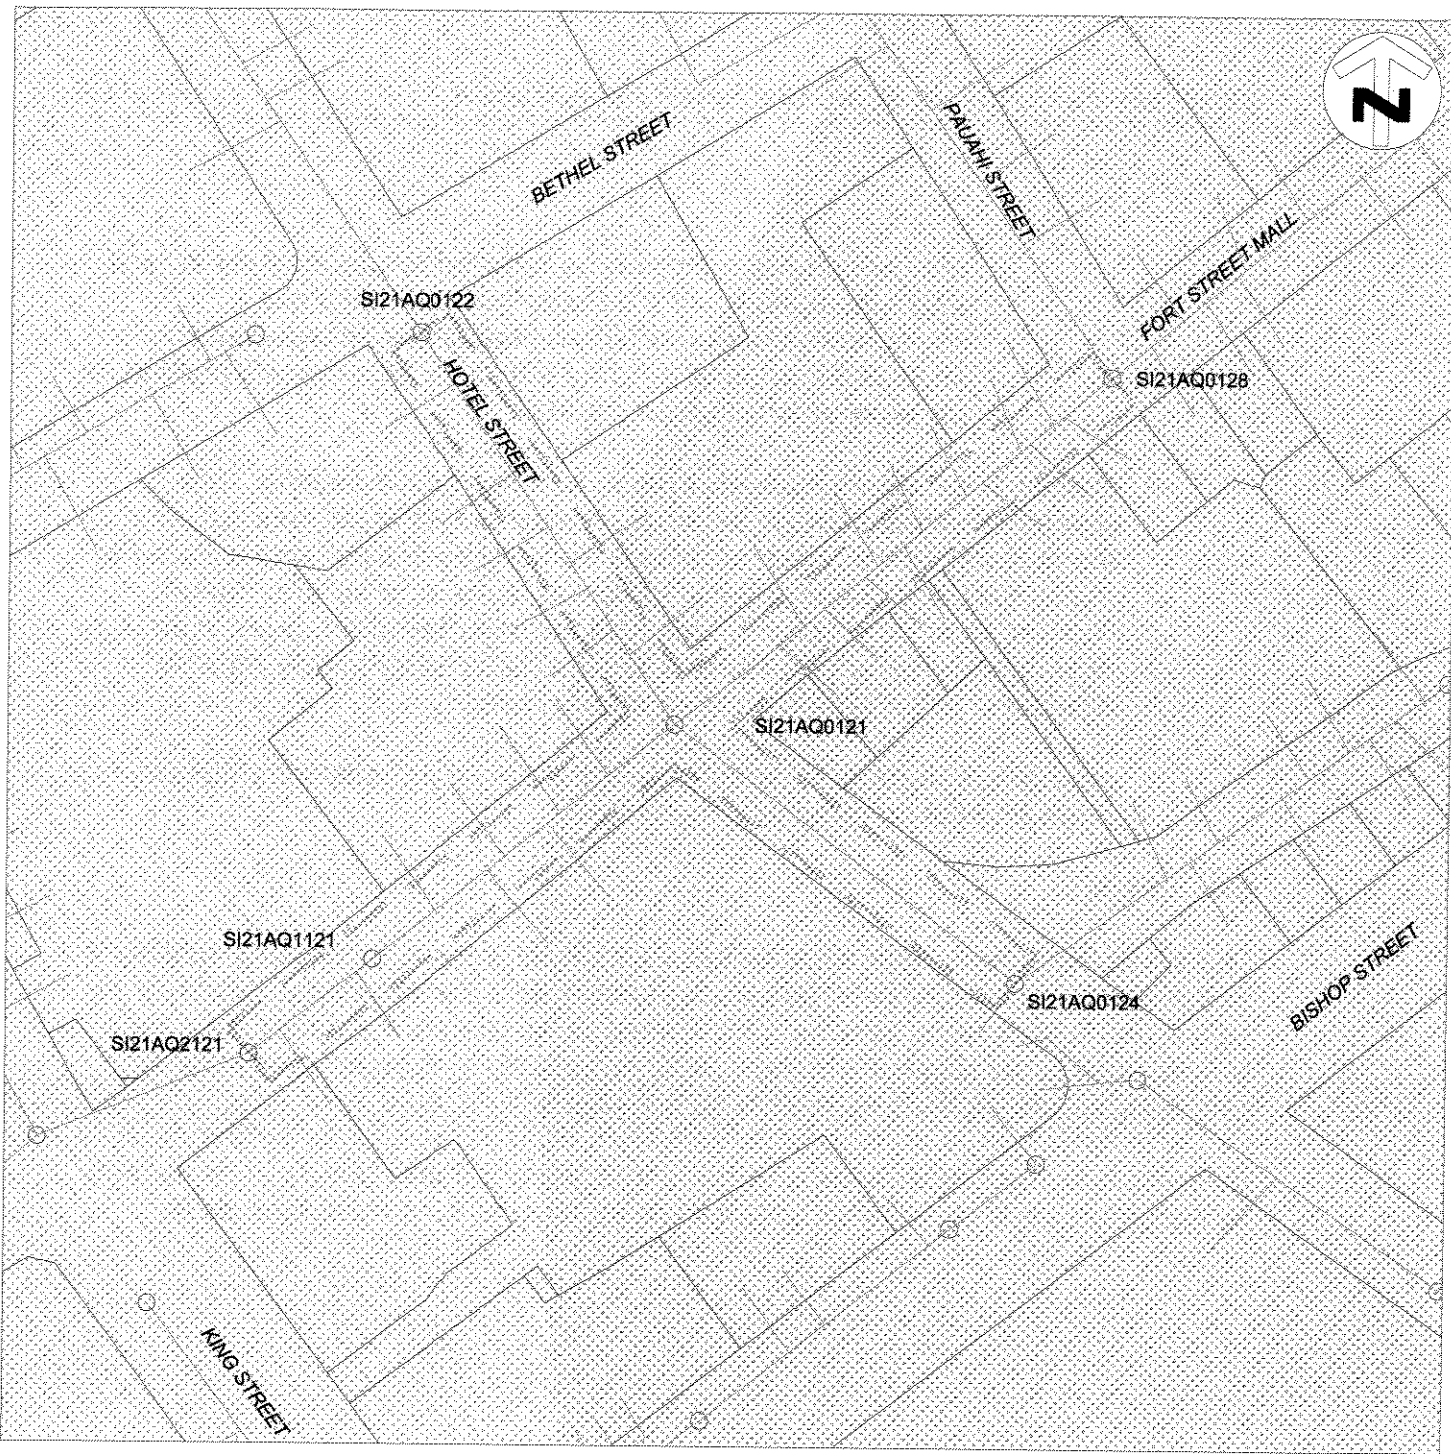 N
BETHEL STREET
PAUAHI STREET
FORT STREET MALL
SI21AQ0122
HOTEL STREET
SI21AQ0128
SI21AQ0121
SI21AQ1121
SI21AQ2121
SI21AQ0124
BISHOP STREET
KING STREET